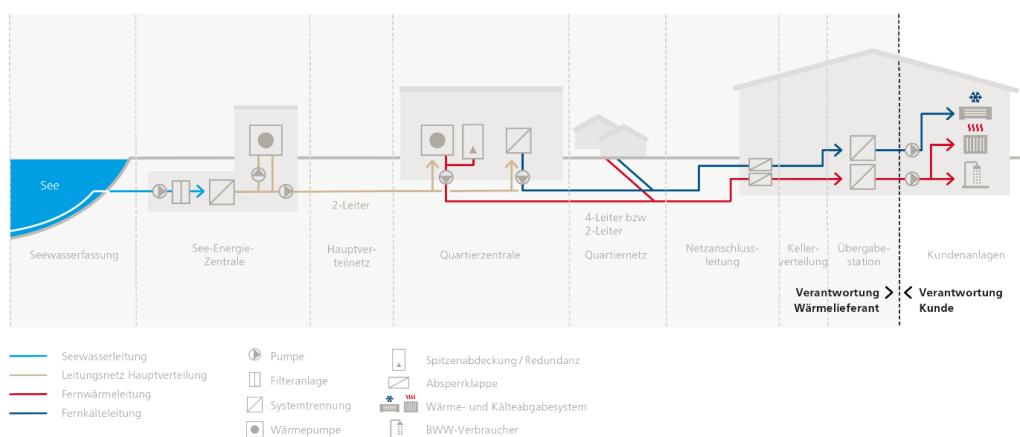 See
2-Leiter
4-Leiter bzw.
2-Leiter
Seewasserfassung
See-Energie-
Zentrale
Hauptver-
teilnetz
Quartierzentrale
Quartiernetz
Netzanschluss-
leitung
Keller-
verteilung
Übergabe-
station
Kundenanlagen
Verantwortung
Wärmelieferant
Verantwortung
Kunde
Seewasserleitung
Leitungsnetz Hauptverteilung
Fernwärmeleitung
Fernkälteleitung
Pumpe
Filteranlage
Systemtrennung
Wärmepumpe
Spitzenabdeckung / Redundanz
Absperrklappe
Wärme- und Kälteabgabesystem
BWW-Verbraucher